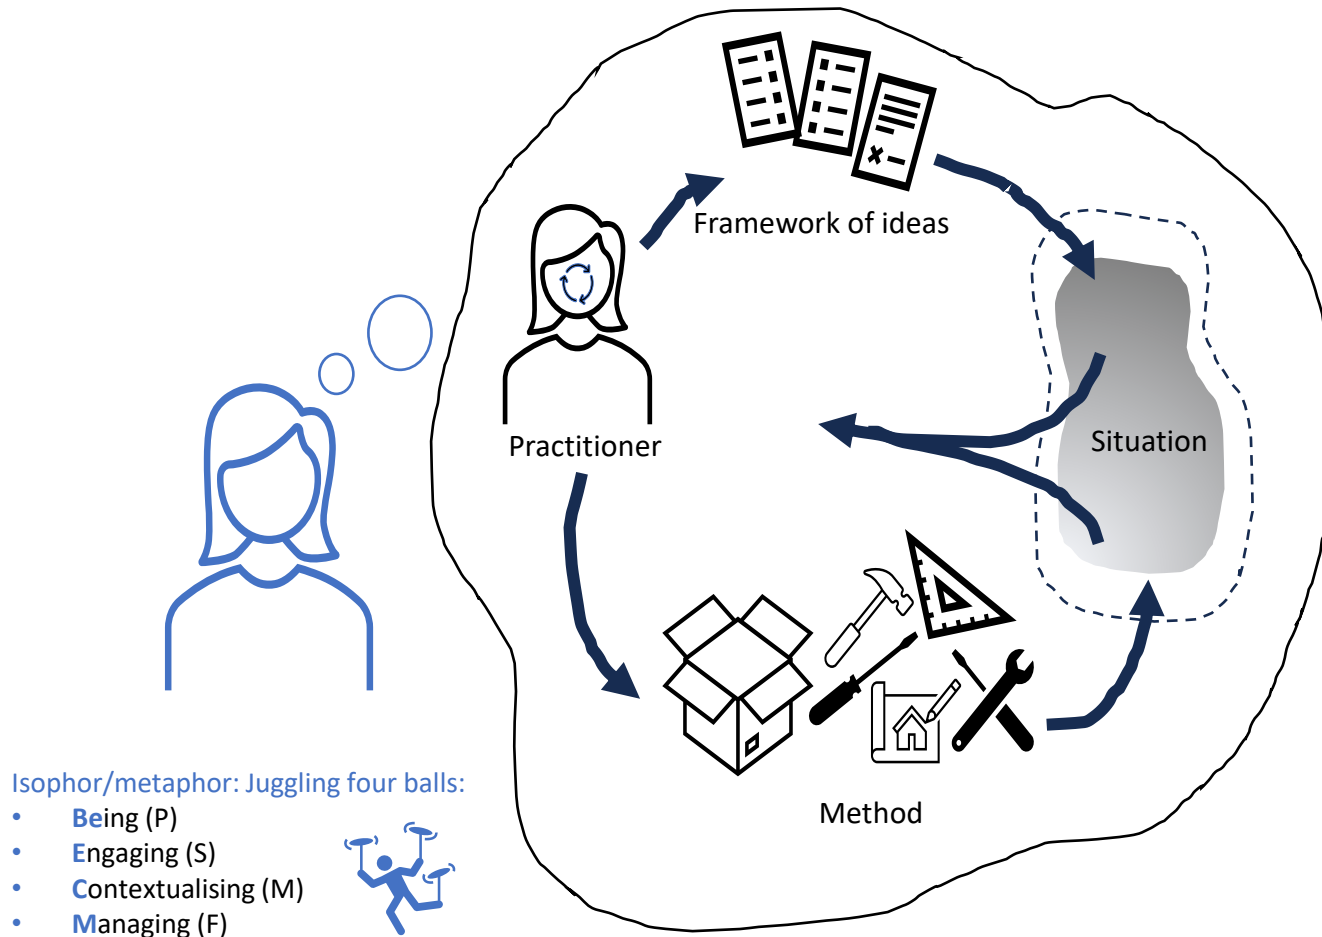 Framework of ideas
Practitioner
Situation
Method
Isophor/metaphor: Juggling four balls:
• Being (P)
• Engaging (S)
• Contextualising (M)
• Managing (F)